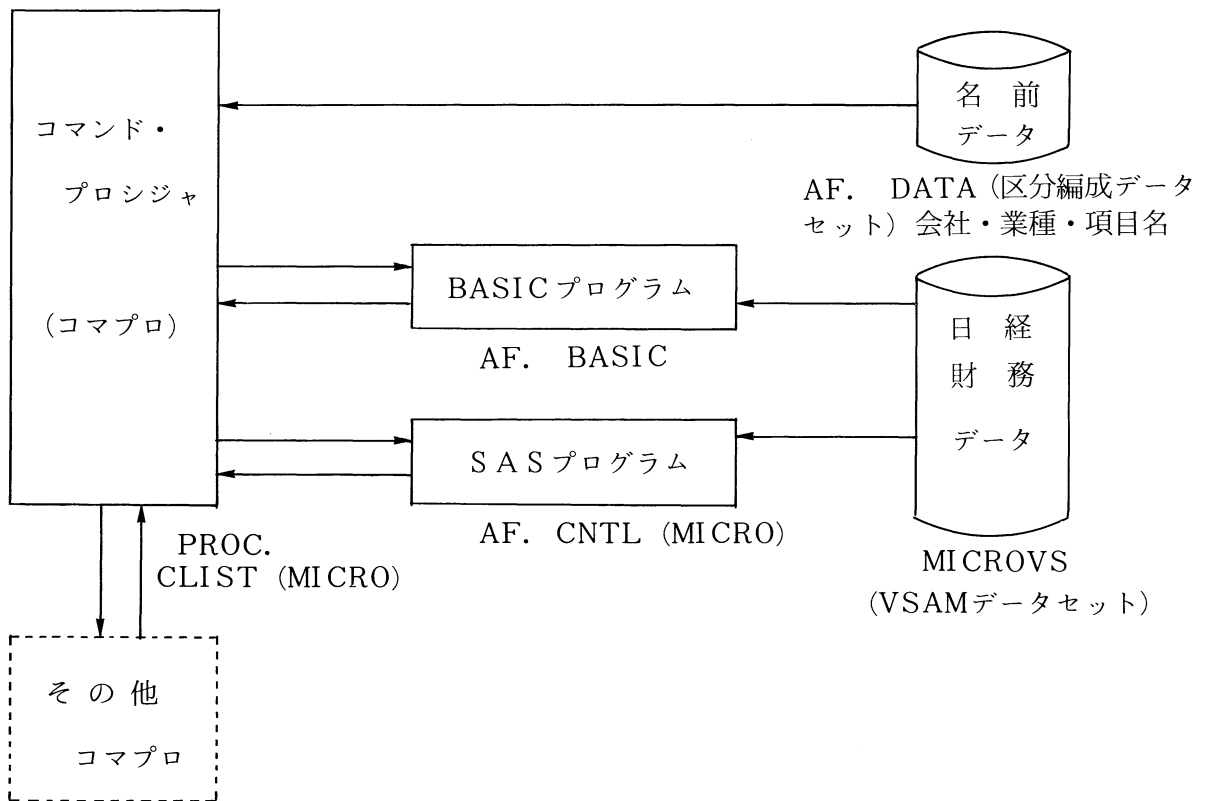 コマンド・
プロシジャ
(コマプロ)
名 前
データ
AF. DATA (区分編成データ
セット) 会社・業種・項目名
BASICプログラム
AF. BASIC
日 経
財 務
データ
SASプログラム
AF. CNTL (MICRO)
MICROVS
(VSAMデータセット)
PROC.
CLIST (MICRO)
その他
コマプロ